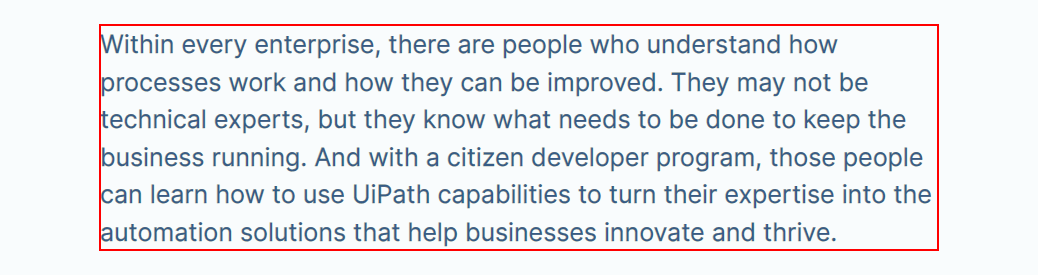 Within every enterprise, there are people who understand how
processes work and how they can be improved. They may not be
technical experts, but they know what needs to be done to keep the
business running. And with a citizen developer program, those people
can learn how to use UiPath capabilities to turn their expertise into the
automation solutions that help businesses innovate and thrive.